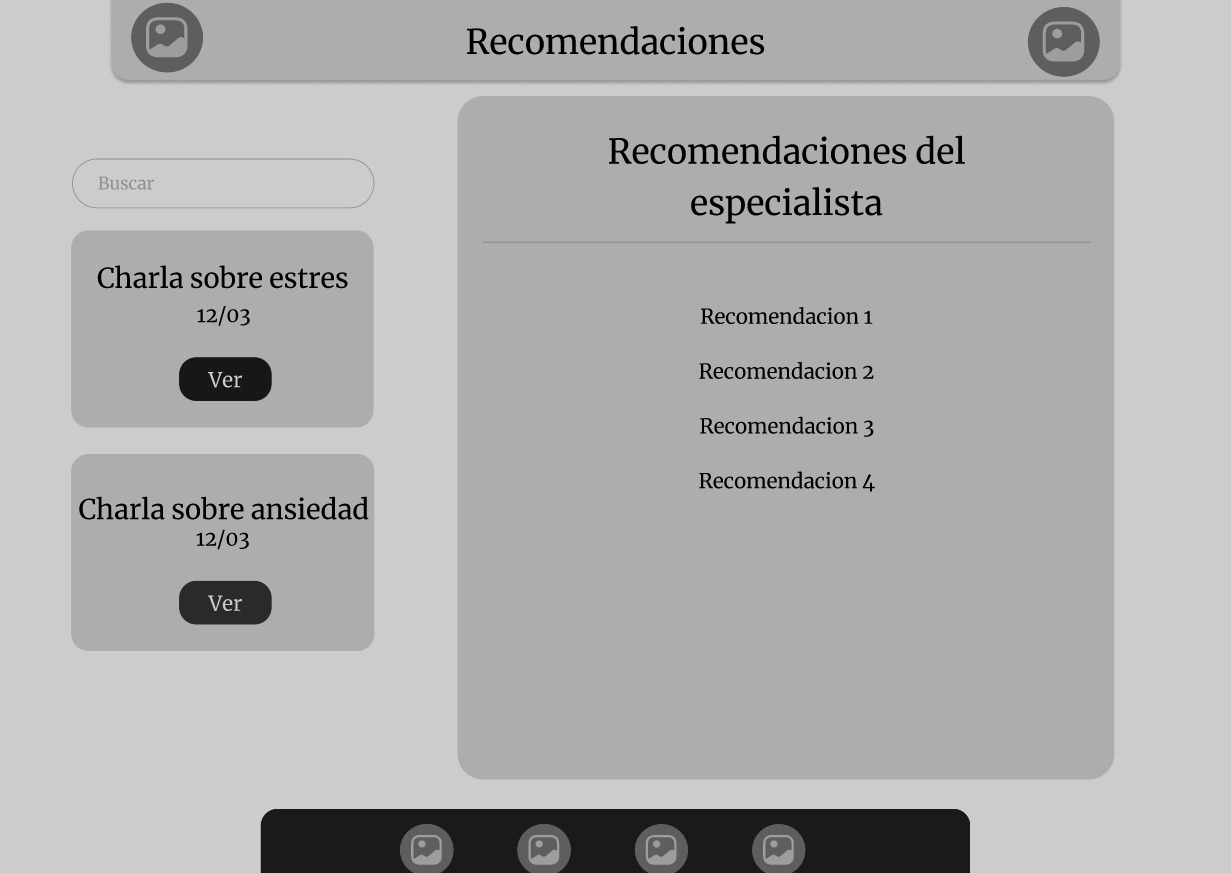 Recomendaciones
Buscar
Charla sobre estres
12/03
Ver
Charla sobre ansiedad
12/03
Ver
Recomendaciones del
especialista
Recomendacion 1
Recomendacion 2
Recomendacion 3
Recomendacion 4